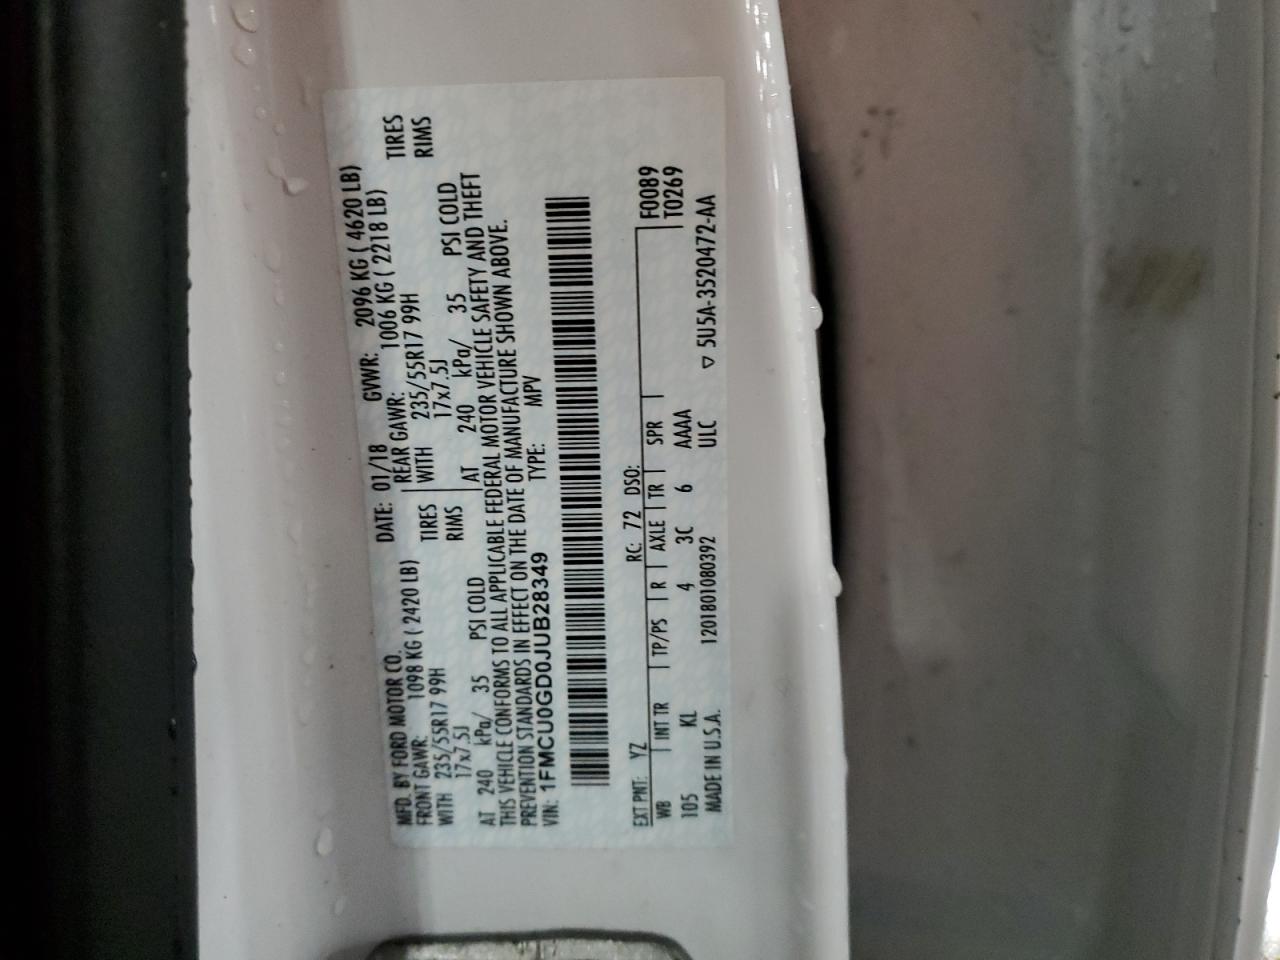 MFD. BY FORD MOTOR CO. DATE: 01/18 GVWR: 2096 KG ( 4620 LB)
FRONT GAWR: 1098 KG ( 2420 LB) REAR GAWR: 1006 KG ( 2218 LB)
WITH 235/55R17 99H TIRES WITH 235/55R17 99H TIRES
17x7.5J RIMS 17x7.5J RIMS
AT 240 kPa/ 35 PSI COLD AT 240 kPa/ 35 PSI COLD
THIS VEHICLE CONFORMS TO ALL APPLICABLE FEDERAL MOTOR VEHICLE SAFETY AND THEFT
PREVENTION STANDARDS IN EFFECT ON THE DATE OF MANUFACTURE SHOWN ABOVE.
VIN: 1FMCU0GD0JUB28349 TYPE: MPV
EXT PNT: YZ RC: 72 DSO: F0089
WB INT TR TP/PS R AXLE TR SPR T0269
105 KL 4 3C 6 AAAA
MADE IN U.S.A. 1201801080392 ULC ▽ 5U5A-3520472-AA